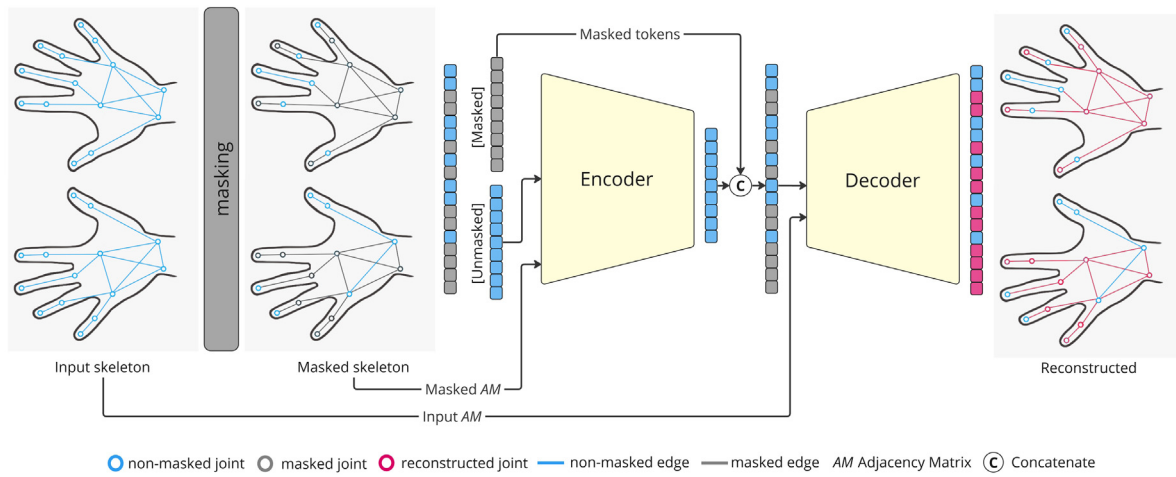 Masked tokens
masking
[Masked]
[Unmasked]
Encoder
C
Decoder
Input skeleton
Masked skeleton
Reconstructed
Masked AM
Input AM
non-masked joint masked joint reconstructed joint non-masked edge masked edge AM Adjacency Matrix C Concatenate